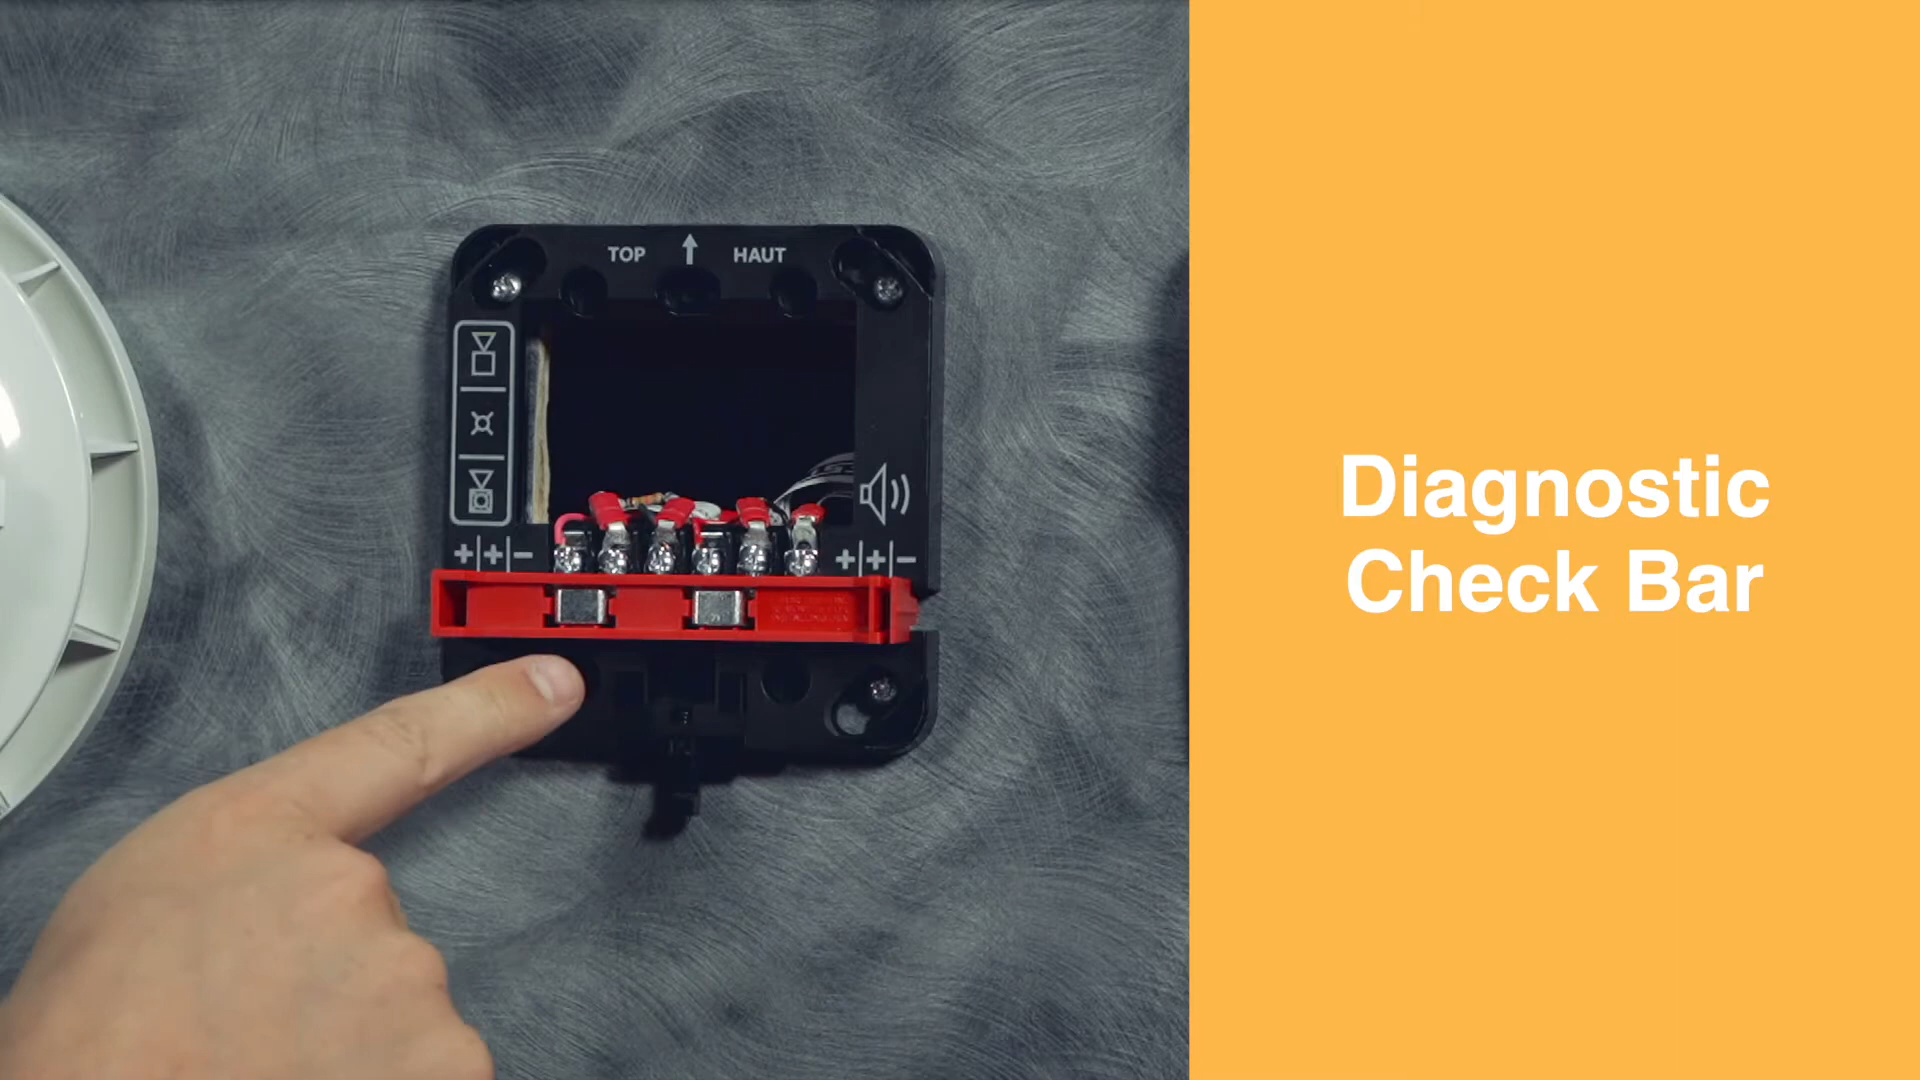 TOP HAUT
+|+|− +|+|−
Diagnostic
Check Bar